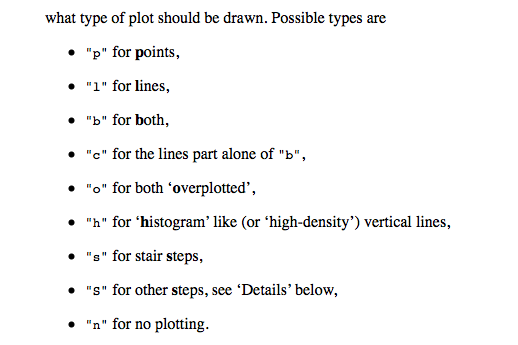 what type of plot should be drawn. Possible types are
• "p" for points,
• "l" for lines,
• "b" for both,
• "c" for the lines part alone of "b",
• "o" for both ‘overplotted’,
• "h" for ‘histogram’ like (or ‘high-density’) vertical lines,
• "s" for stair steps,
• "S" for other steps, see ‘Details’ below,
• "n" for no plotting.